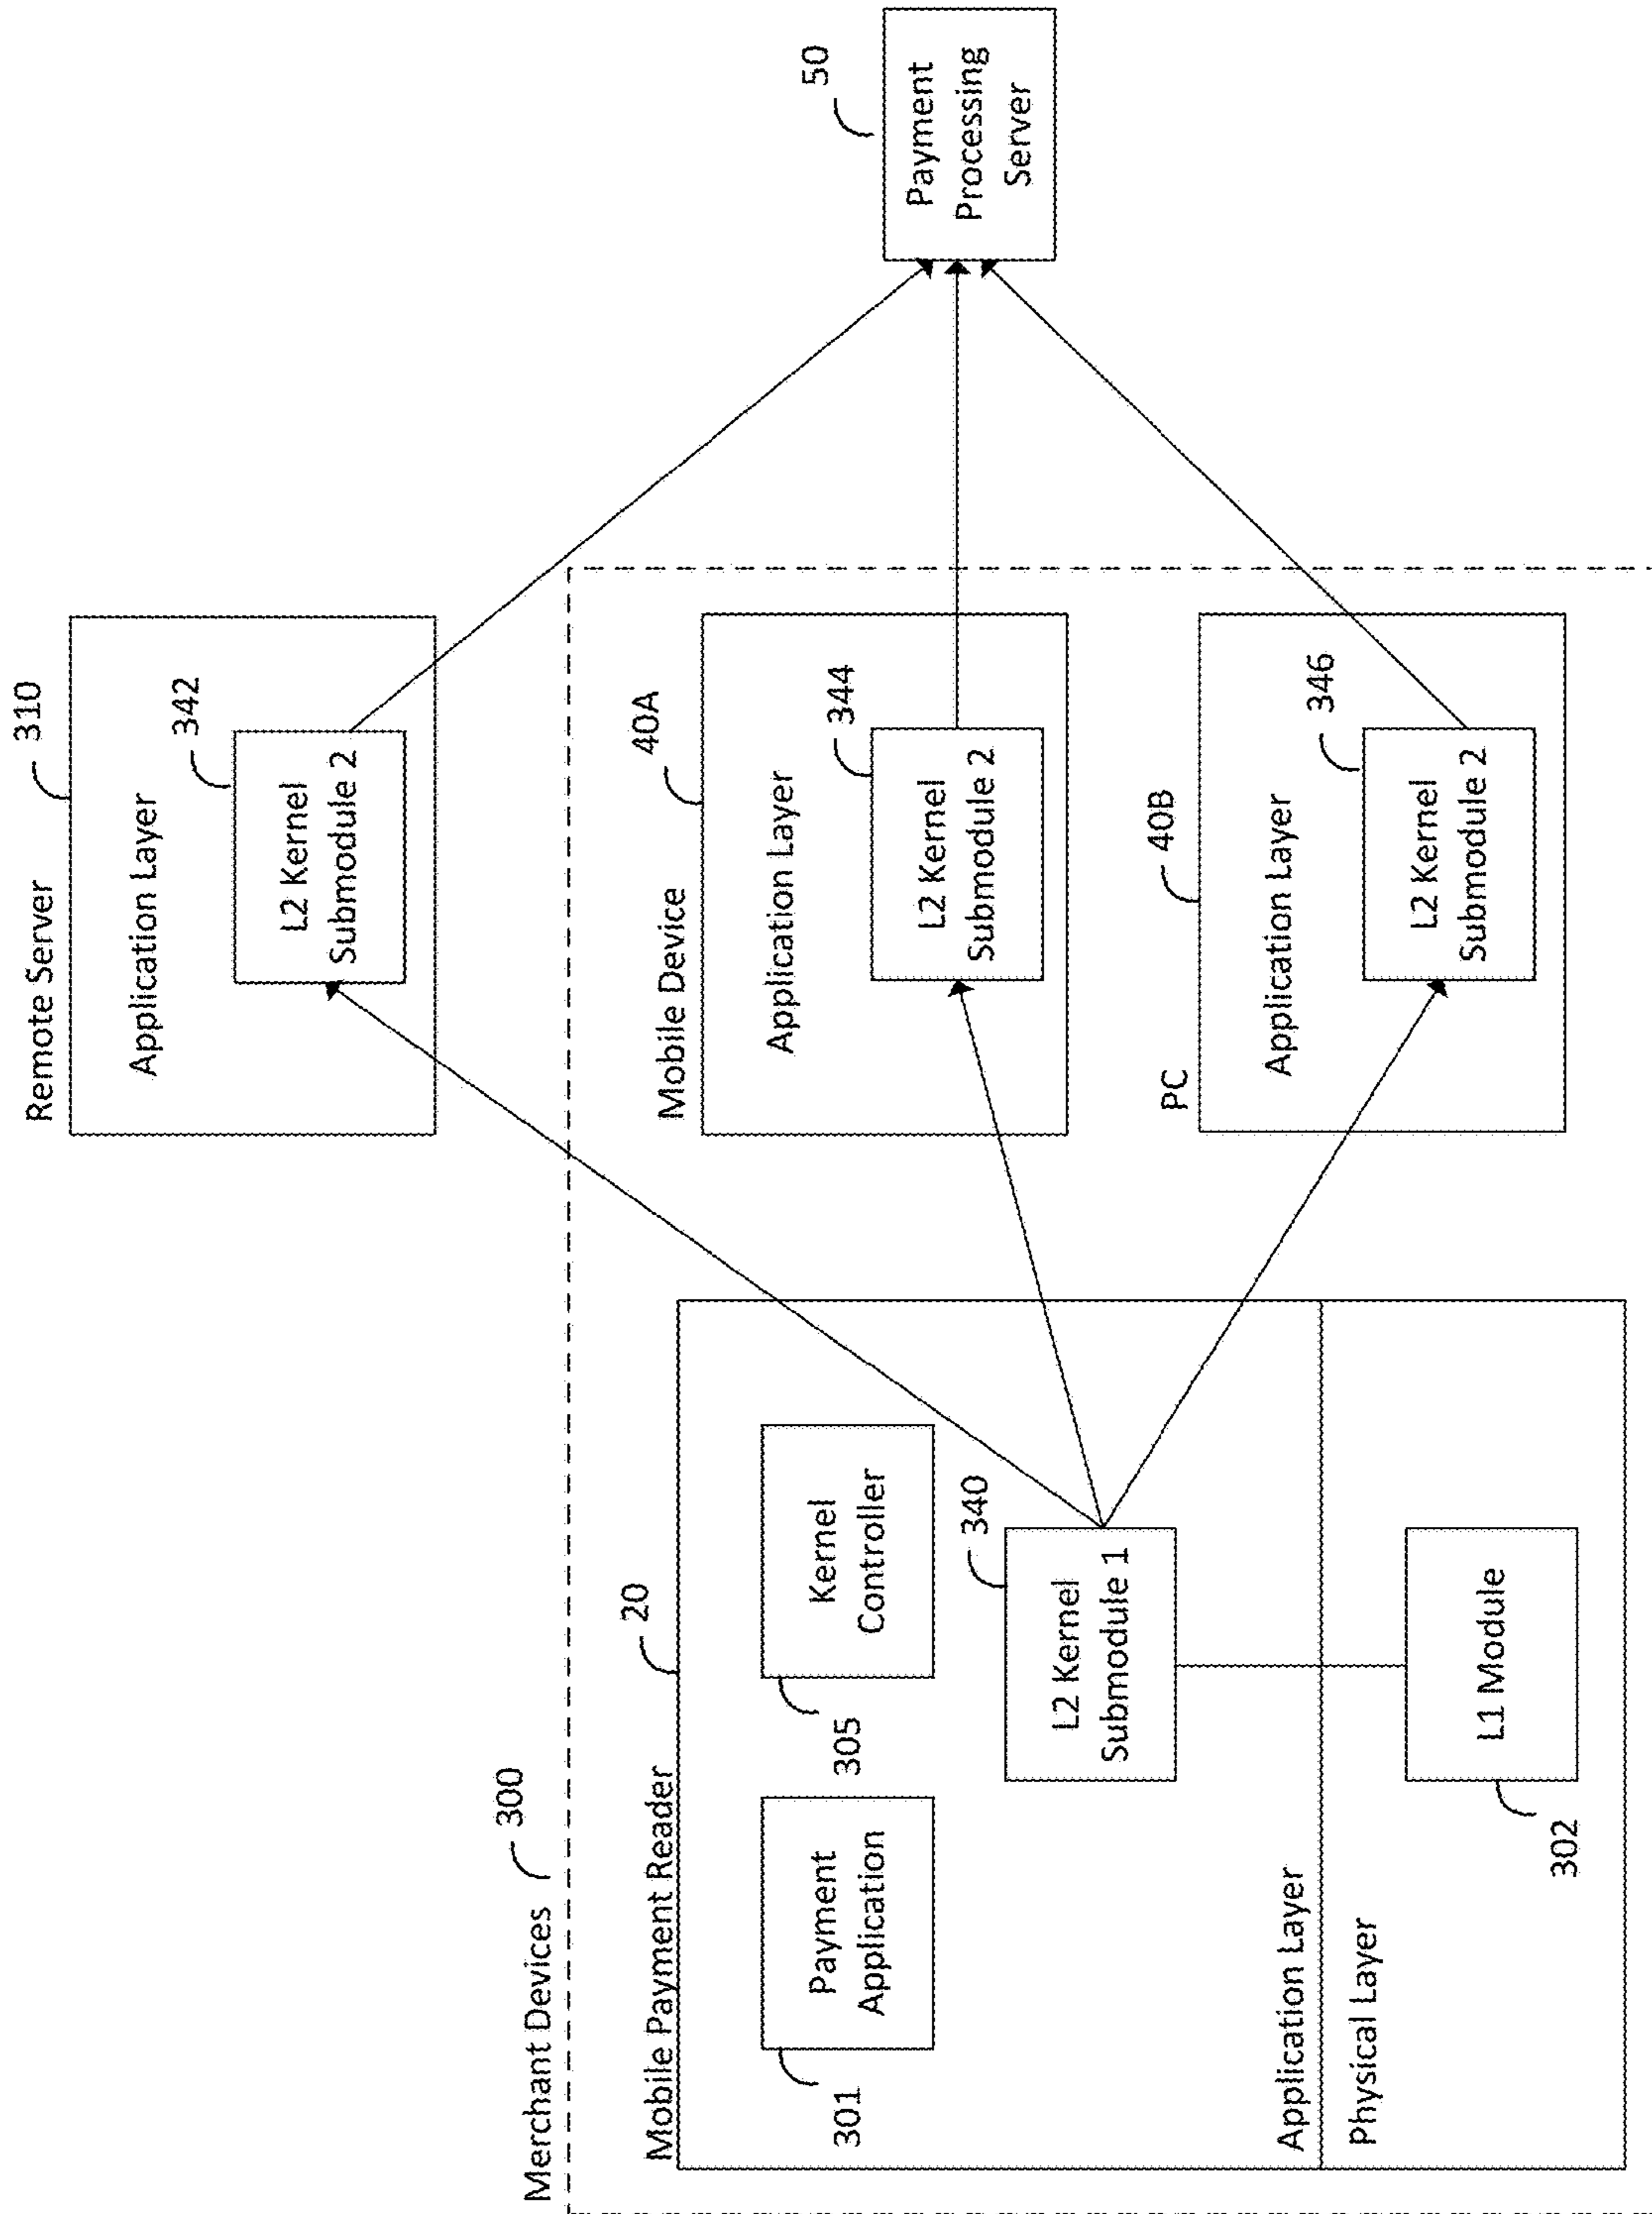 Remote Server
310
Application Layer
342
L2 Kernel
Submodule 2
Merchant Devices
300
Mobile Payment Reader
20
301
Payment
Application
305
Kernel
Controller
340
L2 Kernel
Submodule 1
Application Layer
Physical Layer
302
L1 Module
Mobile Device
40A
Application Layer
344
L2 Kernel
Submodule 2
PC
40B
Application Layer
346
L2 Kernel
Submodule 2
50
Payment
Processing
Server